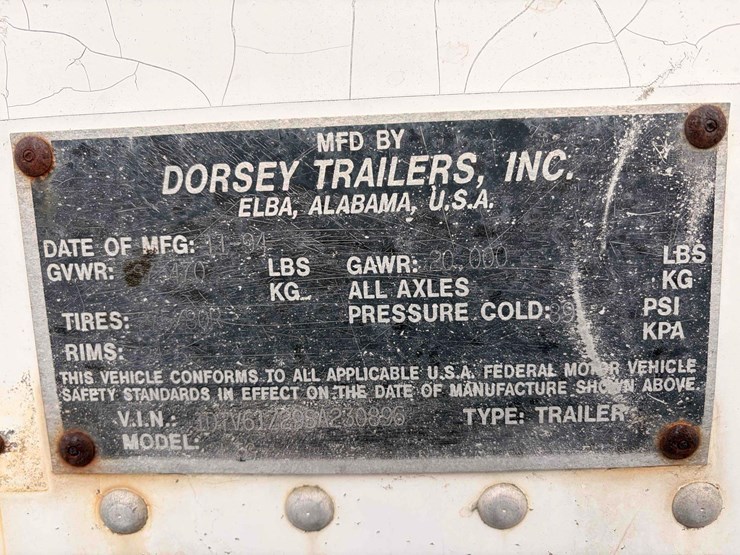 MFD BY
DORSEY TRAILERS, INC.
ELBA, ALABAMA, U.S.A.
DATE OF MFG: 11-94
GVWR: LBS GAWR: 20,000 LBS
KG ALL AXLES KG
TIRES: PRESSURE COLD: PSI
KPA
RIMS:
THIS VEHICLE CONFORMS TO ALL APPLICABLE U.S.A. FEDERAL MOTOR VEHICLE
SAFETY STANDARDS IN EFFECT ON THE DATE OF MANUFACTURE SHOWN ABOVE.
V.I.N.: TYPE: TRAILER
MODEL: